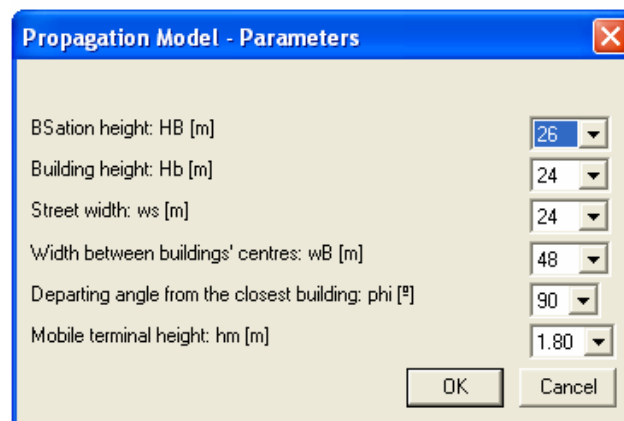 Propagation Model - Parameters
BSation height: HB [m] 26
Building height: Hb [m] 24
Street width: ws [m] 24
Width between buildings' centres: wB [m] 48
Departing angle from the closest building: phi [º] 90
Mobile terminal height: hm [m] 1.80
OK Cancel